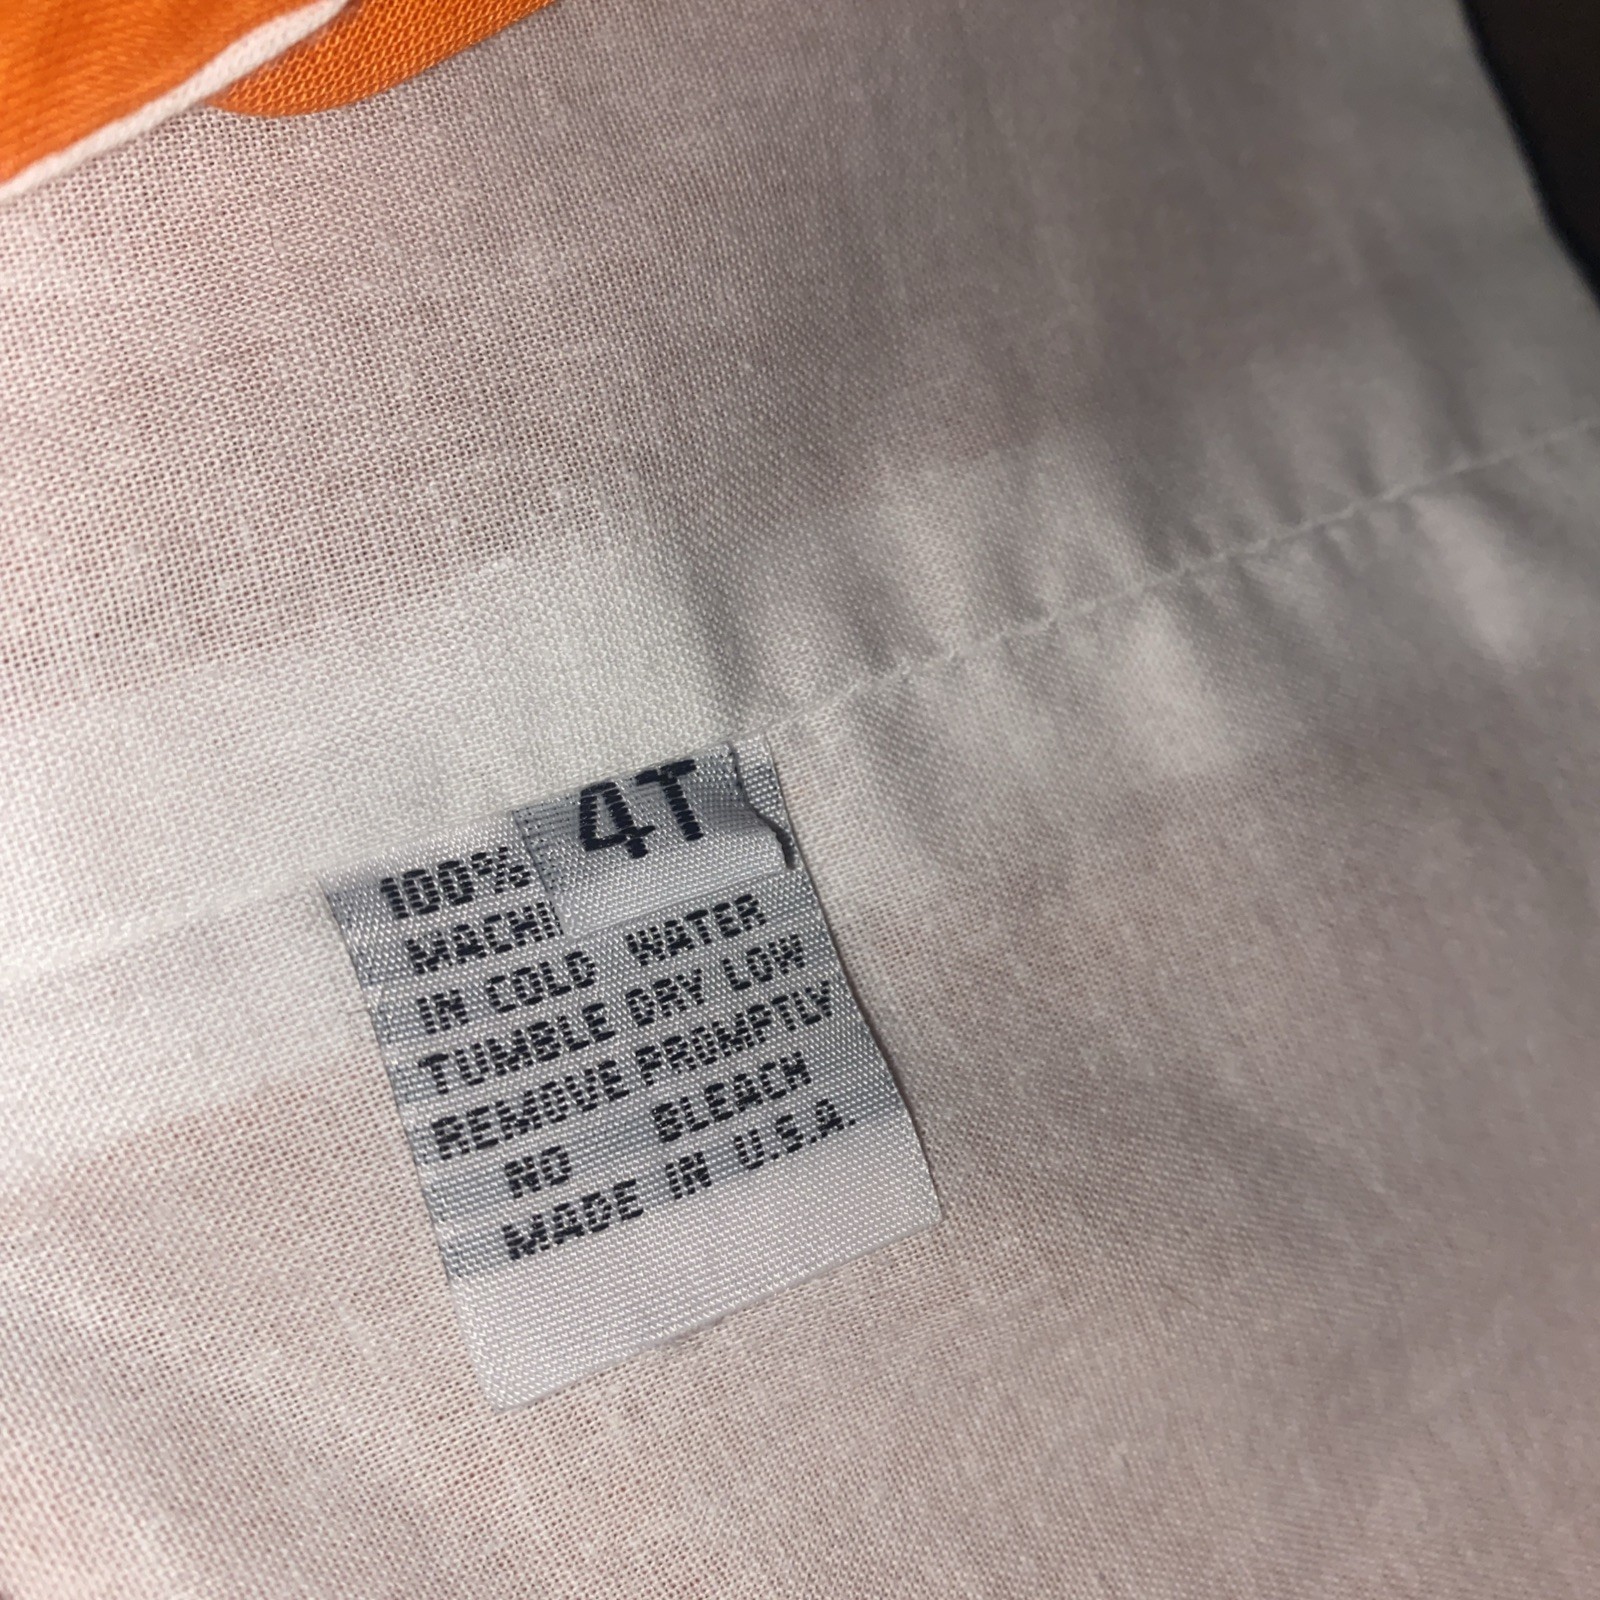 4T
100%
MACHI
IN COLD WATER
TUMBLE DRY LOW
REMOVE PROMPTLY
NO BLEACH
MADE IN U.S.A.